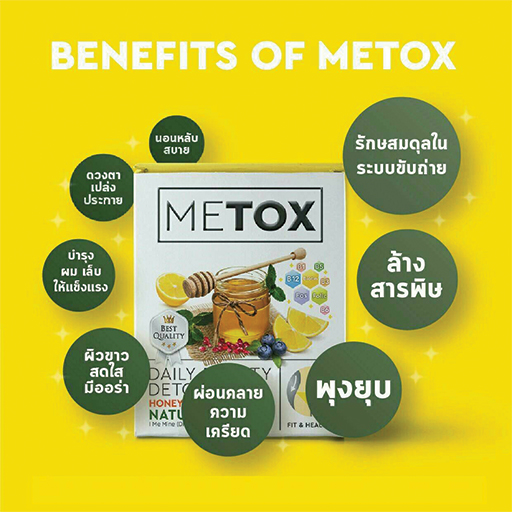 BENEFITS OF METOX
นอนหลับ
สบาย
ดวงตา
เปล่ง
ประกาย
บำรุง
ผม เล็บ
ให้แข็งแรง
ผิวขาว
สดใส
มีออร่า
ผ่อนคลาย
ความ
เครียด
รักษสมดุลใน
ระบบขับถ่าย
ล้าง
สารพิษ
พุงยุบ
METOX
B12
BEST
QUALITY
DAILY
HONEY
FIT &